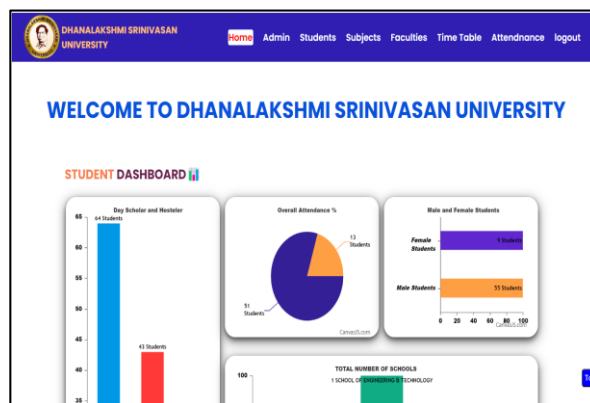 DHANALAKSHMI SRINIVASAN
UNIVERSITY
Home Admin Students Subjects Faculties Time Table Attendnance logout
WELCOME TO DHANALAKSHMI SRINIVASAN UNIVERSITY
STUDENT DASHBOARD
Day Scholar and Hosteler
65
64 Students
60
55
50
45
43 Students
40
35
Overall Attendance %
13
Students
51
Students
CanvasJS.com
Male and Female Students
Female
Students
9 Students
Male Students
55 Students
0 20 40 60 80 100
CanvasJS.com
TOTAL NUMBER OF SCHOOLS
1 SCHOOL OF ENGINEERING & TECHNOLOGY
100